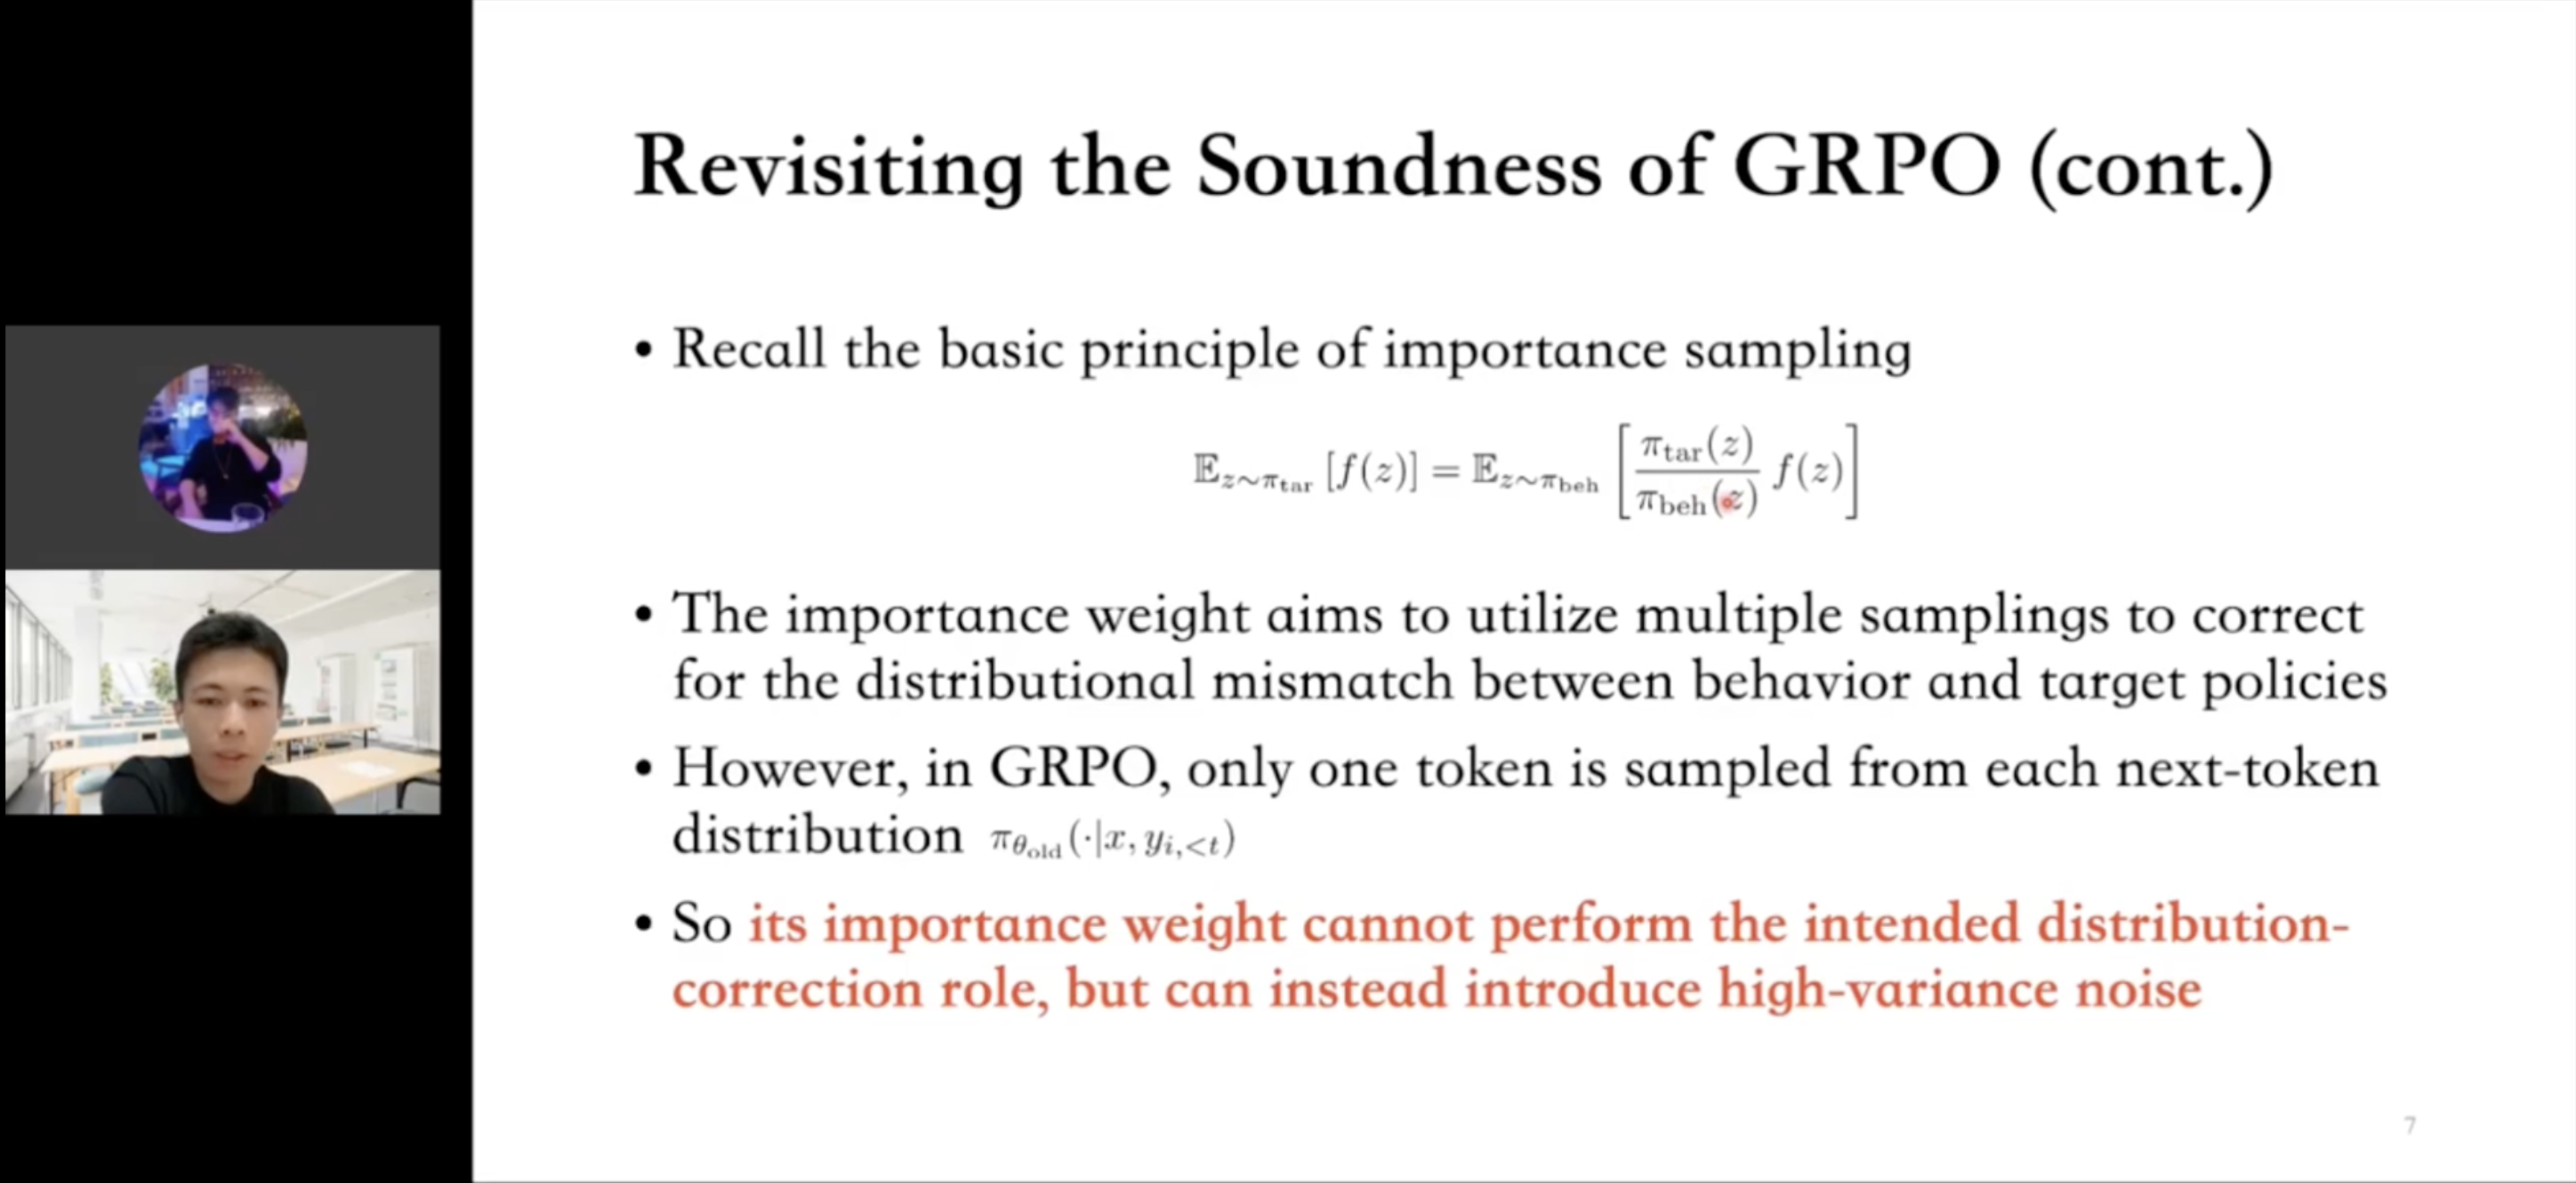 Revisiting the Soundness of GRPO (cont.)
• Recall the basic principle of importance sampling
$\mathbb{E}_{z \sim \pi_{\text{tar}}} [f(z)] = \mathbb{E}_{z \sim \pi_{\text{beh}}} \left[ \frac{\pi_{\text{tar}}(z)}{\pi_{\text{beh}}(z)} f(z) \right]$
• The importance weight aims to utilize multiple samplings to correct
for the distributional mismatch between behavior and target policies
• However, in GRPO, only one token is sampled from each next-token
distribution $\pi_{\theta_{\text{old}}}(\cdot|x, y_{i,<t})$
• So its importance weight cannot perform the intended distribution-
correction role, but can instead introduce high-variance noise
7